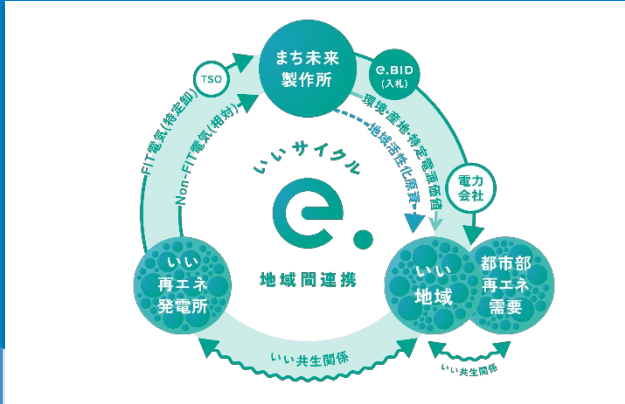 まち未来
製作所
TSO
e.BID
(入札)
FIT電気(特定卸)
Non-FIT電気(相対)
環境・産地・特定電源価値
地域活性化原資
電力
会社
いいサイクル
e.
地域間連携
いい
再エネ
発電所
いい
地域
都市部
再エネ
需要
いい共生関係
いい共生関係